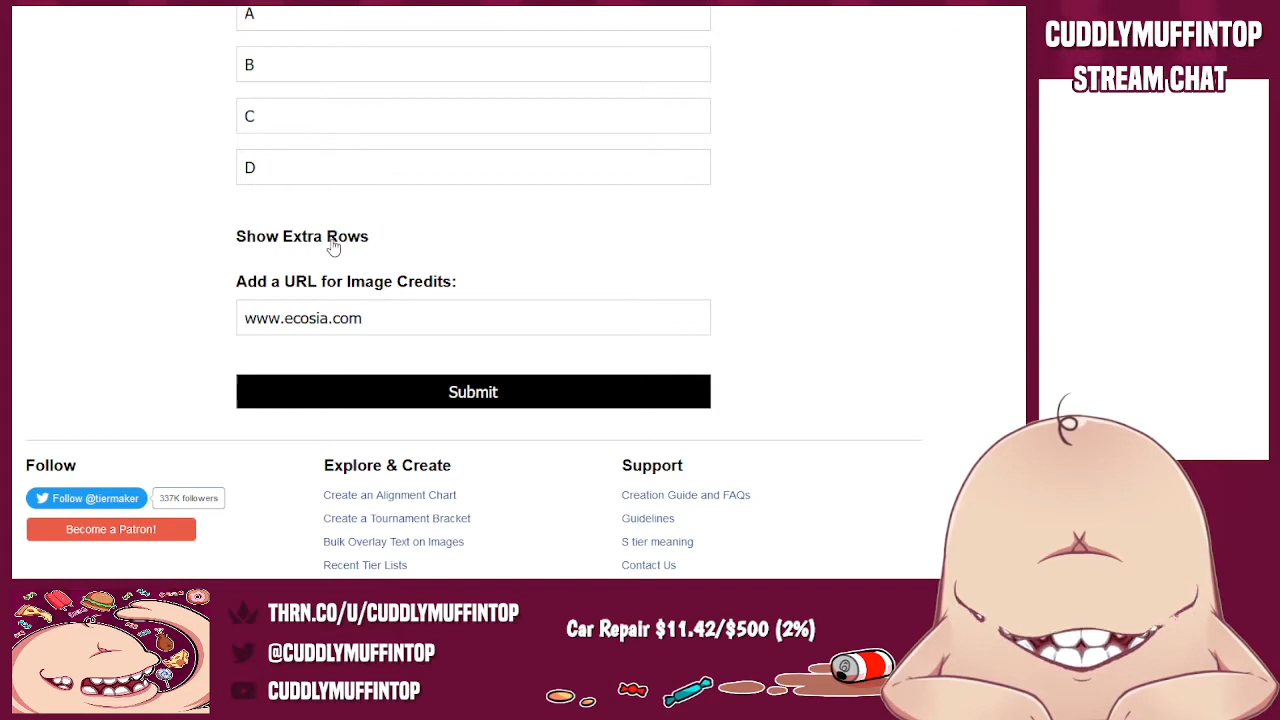 A
B
C
D
Show Extra Rows
Add a URL for Image Credits:
www.ecosia.com
Submit
Follow
Follow @tiermaker
337K followers
Become a Patron!
Explore & Create
Create an Alignment Chart
Create a Tournament Bracket
Bulk Overlay Text on Images
Recent Tier Lists
Support
Creation Guide and FAQs
Guidelines
S tier meaning
Contact Us
CUDDLYMUFFINTOP
STREAM CHAT
THRN.CO/U/CUDDLYMUFFINTOP
@CUDDLYMUFFINTOP
CUDDLYMUFFINTOP
Car Repair $11.42/$500 (2%)